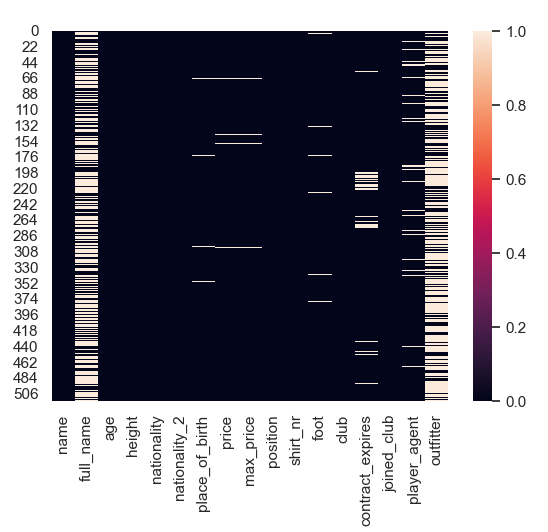 0
22
44
66
88
110
132
154
176
198
220
242
264
286
308
330
352
374
396
418
440
462
484
506
name
full_name
age
height
nationality
nationality_2
place_of_birth
price
max_price
position
shirt_nr
foot
club
contract_expires
joined_club
player_agent
outfitter
1.0
0.8
0.6
0.4
0.2
0.0